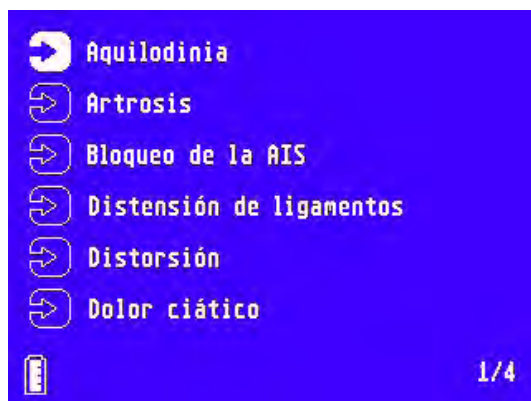 Aquilodinia
Artrosis
Bloqueo de la AIS
Distensión de ligamentos
Distorsión
Dolor ciático
1/4